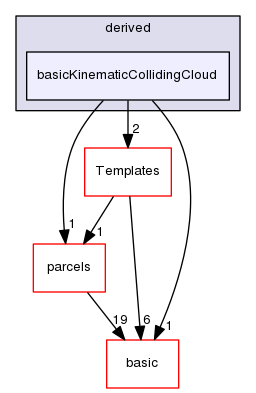 derived
basicKinematicCollidingCloud
2
Templates
1
1
parcels
19
6
1
basic